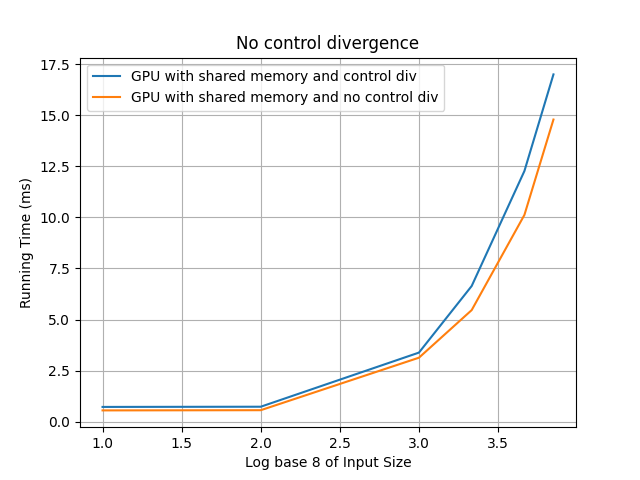 No control divergence
GPU with shared memory and control div
GPU with shared memory and no control div
Running Time (ms)
17.5
15.0
12.5
10.0
7.5
5.0
2.5
0.0
1.0 1.5 2.0 2.5 3.0 3.5
Log base 8 of Input Size